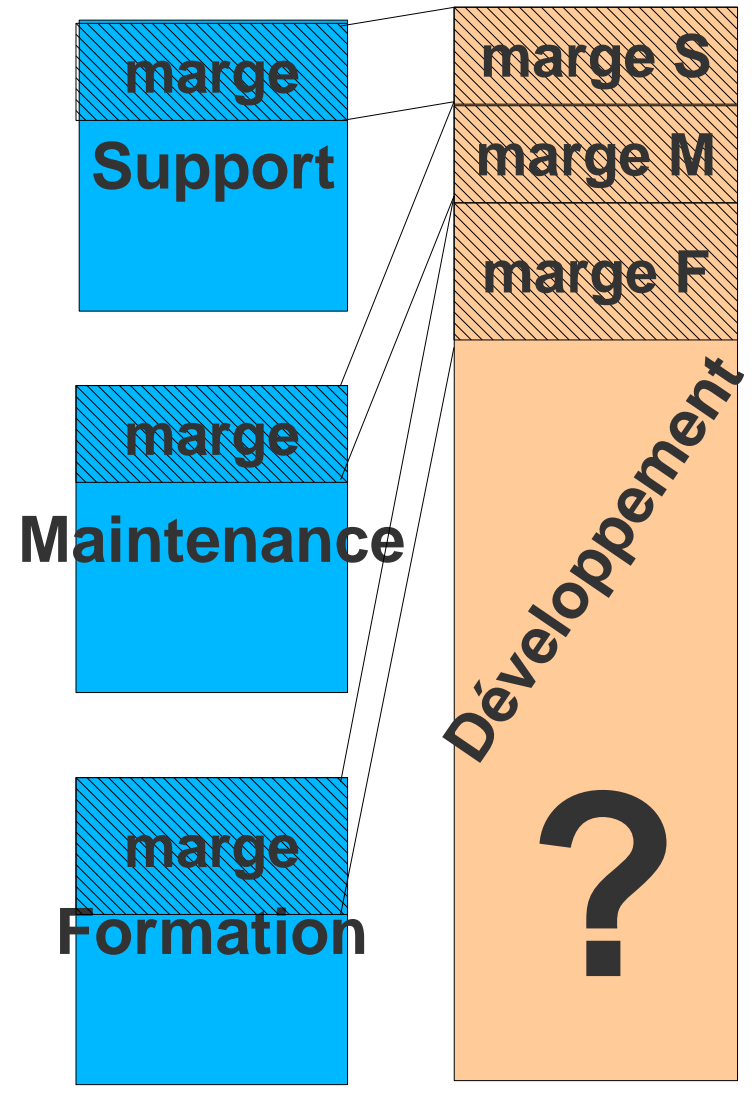 marge
Support
marge
Maintenance
marge
Formation
marge S
marge M
marge F
Développement
?